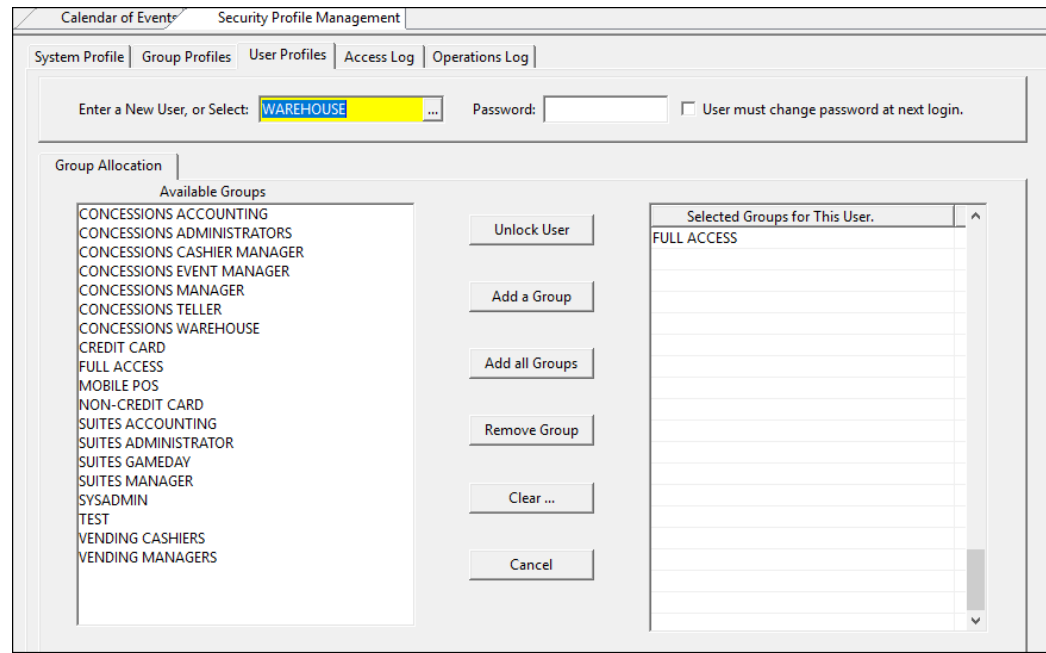 Calendar of Events Security Profile Management
System Profile Group Profiles User Profiles Access Log Operations Log
Enter a New User, or Select: WAREHOUSE ... Password: User must change password at next login.
Group Allocation
Available Groups
CONCESSIONS ACCOUNTING
CONCESSIONS ADMINISTRATORS
CONCESSIONS CASHIER MANAGER
CONCESSIONS EVENT MANAGER
CONCESSIONS MANAGER
CONCESSIONS TELLER
CONCESSIONS WAREHOUSE
CREDIT CARD
FULL ACCESS
MOBILE POS
NON-CREDIT CARD
SUITES ACCOUNTING
SUITES ADMINISTRATOR
SUITES GAMEDAY
SUITES MANAGER
SYSADMIN
TEST
VENDING CASHIERS
VENDING MANAGERS
Unlock User
Add a Group
Add all Groups
Remove Group
Clear ...
Cancel
Selected Groups for This User.
FULL ACCESS